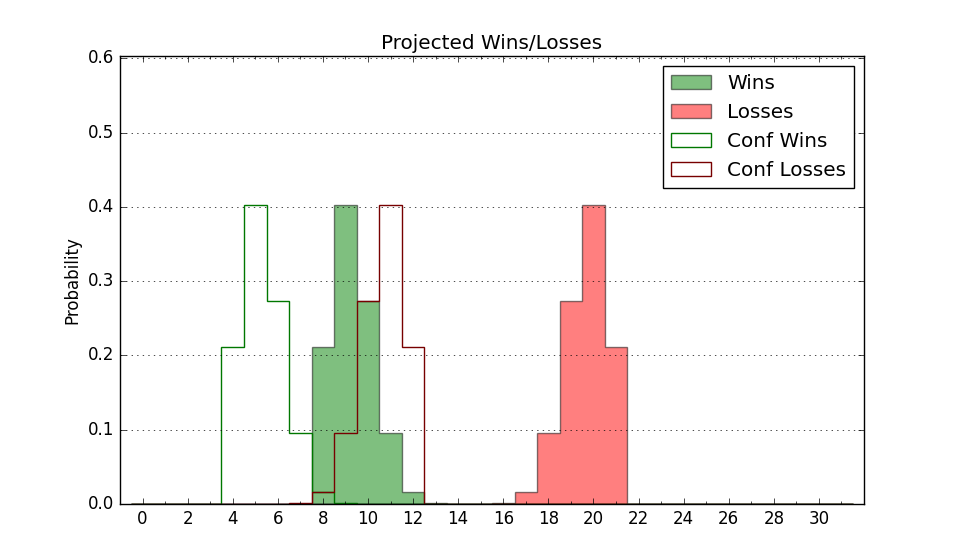 Projected Wins/Losses
0.6
0.5
0.4
0.3
0.2
0.1
0.0
Probability
Wins
Losses
Conf Wins
Conf Losses
0 2 4 6 8 10 12 14 16 18 20 22 24 26 28 30